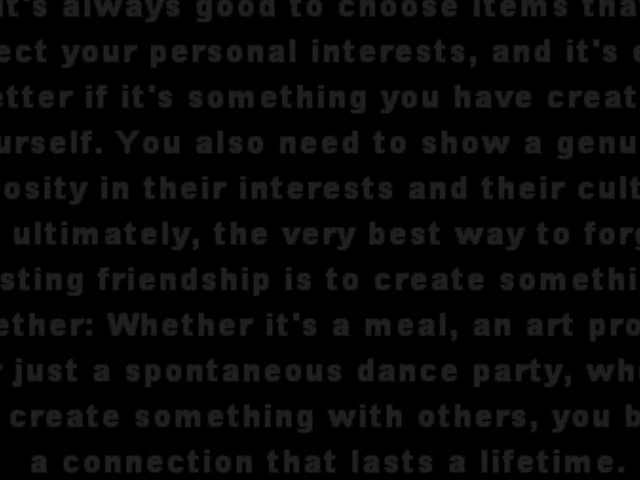 it's always good to choose items tha
ect your personal interests, and it's
etter if it's something you have creat
urself. You also need to show a genu
osity in their interests and their cult
ultimately, the very best way to forg
sting friendship is to create somethi
ether: Whether it's a meal, an art pro
just a spontaneous dance party, whe
create something with others, you b
a connection that lasts a lifetime.